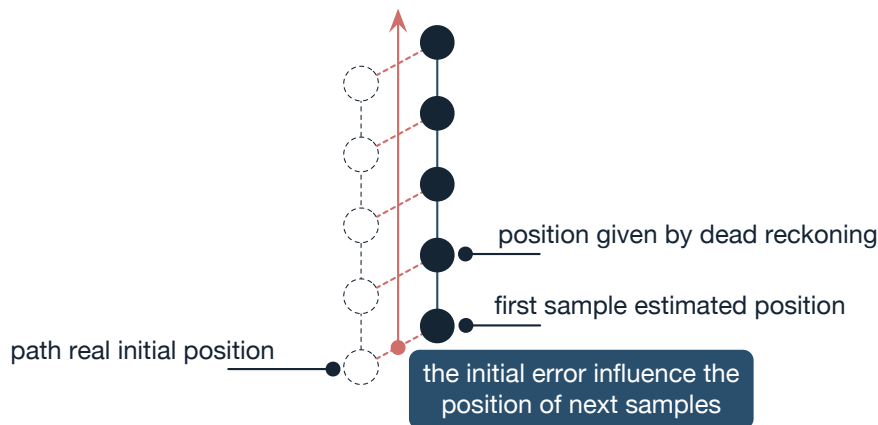 position given by dead reckoning
first sample estimated position
path real initial position
the initial error influence the
position of next samples